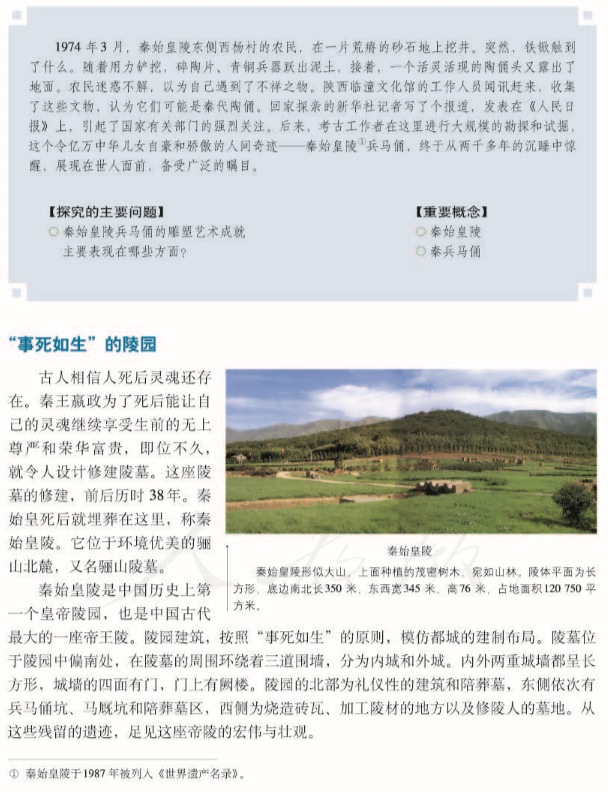 1974 年 3 月，秦始皇陵东侧西杨村的农民，在一片荒瘠的砂石地上挖井。突然，铁锹触到
了什么。随着用力铲挖，碎陶片、青铜兵器跃出泥土，接着，一个活灵活现的陶俑头又露出了
地面。农民迷惑不解，以为自己遇到了不祥之物。陕西临潼文化馆的工作人员闻讯赶来，收集
了这些文物，认为它们可能是秦代陶俑。回家探亲的新华社记者写了个报道，发表在《人民日
报》上，引起了国家有关部门的强烈关注。后来，考古工作者在这里进行大规模的勘探和试掘，
这个令亿万中华儿女自豪和骄傲的人间奇迹——秦始皇陵①兵马俑，终于从两千多年的沉睡中惊
醒，展现在世人面前，备受广泛的瞩目。
【探究的主要问题】
○ 秦始皇陵兵马俑的雕塑艺术成就
主要表现在哪些方面？
【重要概念】
○ 秦始皇陵
○ 秦兵马俑
“事死如生”的陵园
古人相信人死后灵魂还存
在。秦王嬴政为了死后能让自
己的灵魂继续享受生前的无上
尊严和荣华富贵，即位不久，
就令人设计修建陵墓。这座陵
墓的修建，前后历时 38 年。秦
始皇死后就埋葬在这里，称秦
始皇陵。它位于环境优美的骊
山北麓，又名骊山陵墓。
秦始皇陵
秦始皇陵形似大山，上面种植的茂密树木，宛如山林。陵体平面为长
方形，底边南北长 350 米，东西宽 345 米，高 76 米，占地面积 120 750 平
方米。
秦始皇陵是中国历史上第
一个皇帝陵园，也是中国古代
最大的一座帝王陵。陵园建筑，按照“事死如生”的原则，模仿都城的建制布局。陵墓位
于陵园中偏南处，在陵墓的周围环绕着三道围墙，分为内城和外城。内外两重城墙都呈长
方形，城墙的四面有门，门上有阙楼。陵园的北部为礼仪性的建筑和陪葬墓，东侧依次有
兵马俑坑、马厩坑和陪葬墓区，西侧为烧造砖瓦、加工陵材的地方以及修陵人的墓地。从
这些残留的遗迹，足见这座帝陵的宏伟与壮观。
① 秦始皇陵于 1987 年被列入《世界遗产名录》。